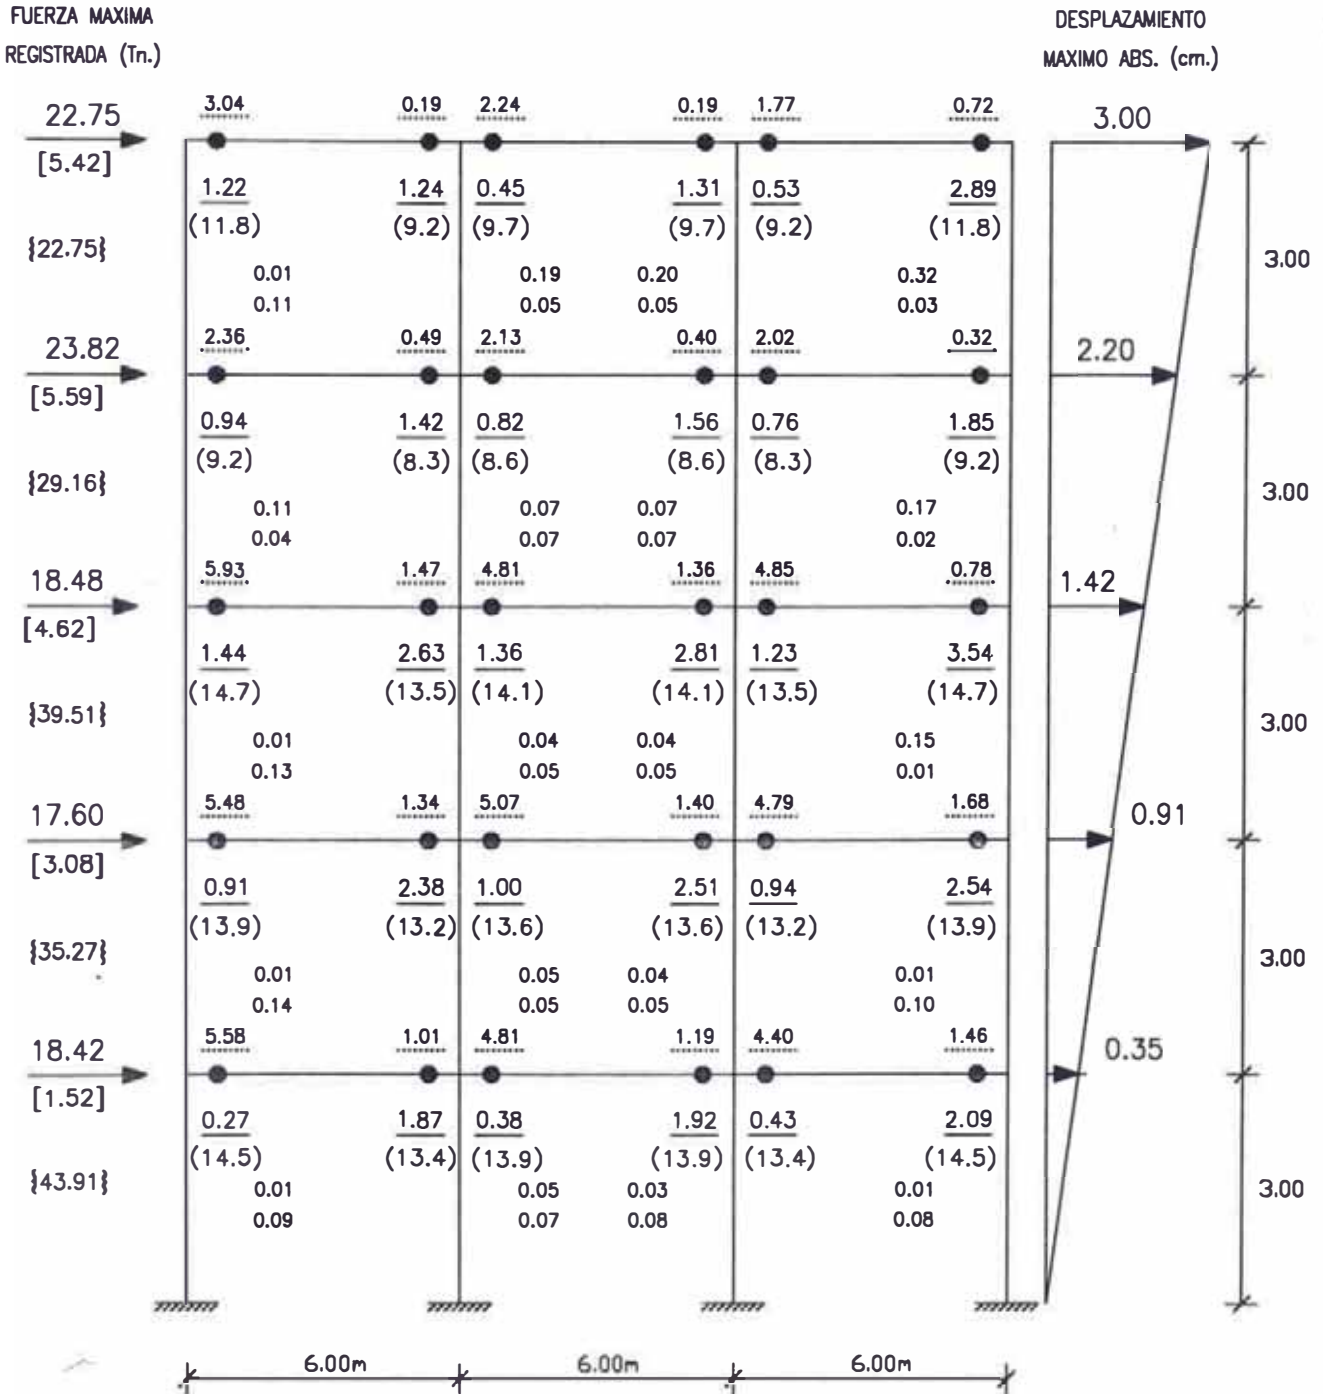 FUERZA MAXIMA
REGISTRADA (Tn.)
DESPLAZAMIENTO
MAXIMO ABS. (cm.)
22.75 3.04 0.19 2.24 0.19 1.77 0.72 3.00
[5.42] 1.22 1.24 0.45 1.31 0.53 2.89
(11.8) (9.2) (9.7) (9.7) (9.2) (11.8)
{22.75} 0.01 0.19 0.20 0.32 3.00
0.11 0.05 0.05 0.03
23.82 2.36 0.49 2.13 0.40 2.02 0.32 2.20
[5.59] 0.94 1.42 0.82 1.56 0.76 1.85
(9.2) (8.3) (8.6) (8.6) (8.3) (9.2)
{29.16} 0.11 0.07 0.07 0.17 3.00
0.04 0.07 0.07 0.02
18.48 5.93 1.47 4.81 1.36 4.85 0.78 1.42
[4.62] 1.44 2.63 1.36 2.81 1.23 3.54
(14.7) (13.5) (14.1) (14.1) (13.5) (14.7)
{39.51} 0.01 0.04 0.04 0.15 3.00
0.13 0.05 0.05 0.01
17.60 5.48 1.34 5.07 1.40 4.79 1.68 0.91
[3.08] 0.91 2.38 1.00 2.51 0.94 2.54
(13.9) (13.2) (13.6) (13.6) (13.2) (13.9)
{35.27} 0.01 0.05 0.04 0.01 3.00
0.14 0.05 0.05 0.10
18.42 5.58 1.01 4.81 1.19 4.40 1.46 0.35
[1.52] 0.27 1.87 0.38 1.92 0.43 2.09
(14.5) (13.4) (13.9) (13.9) (13.4) (14.5)
{43.91} 0.01 0.05 0.03 0.01 3.00
0.09 0.07 0.08 0.08
6.00m 6.00m 6.00m